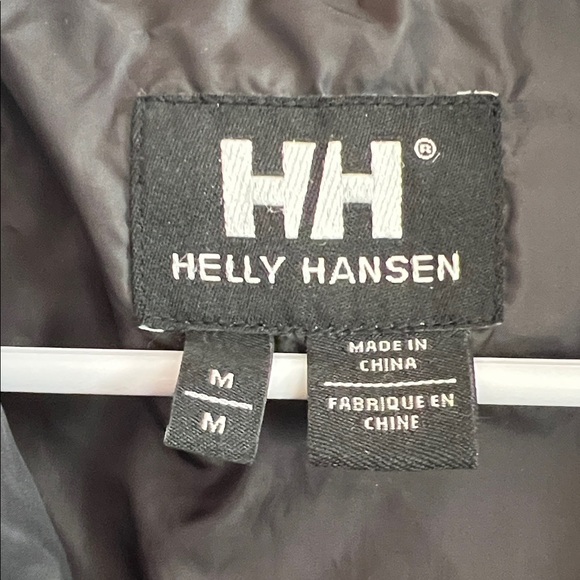 HH®
HELLY HANSEN
M
M
MADE IN
CHINA
FABRIQUE EN
CHINE